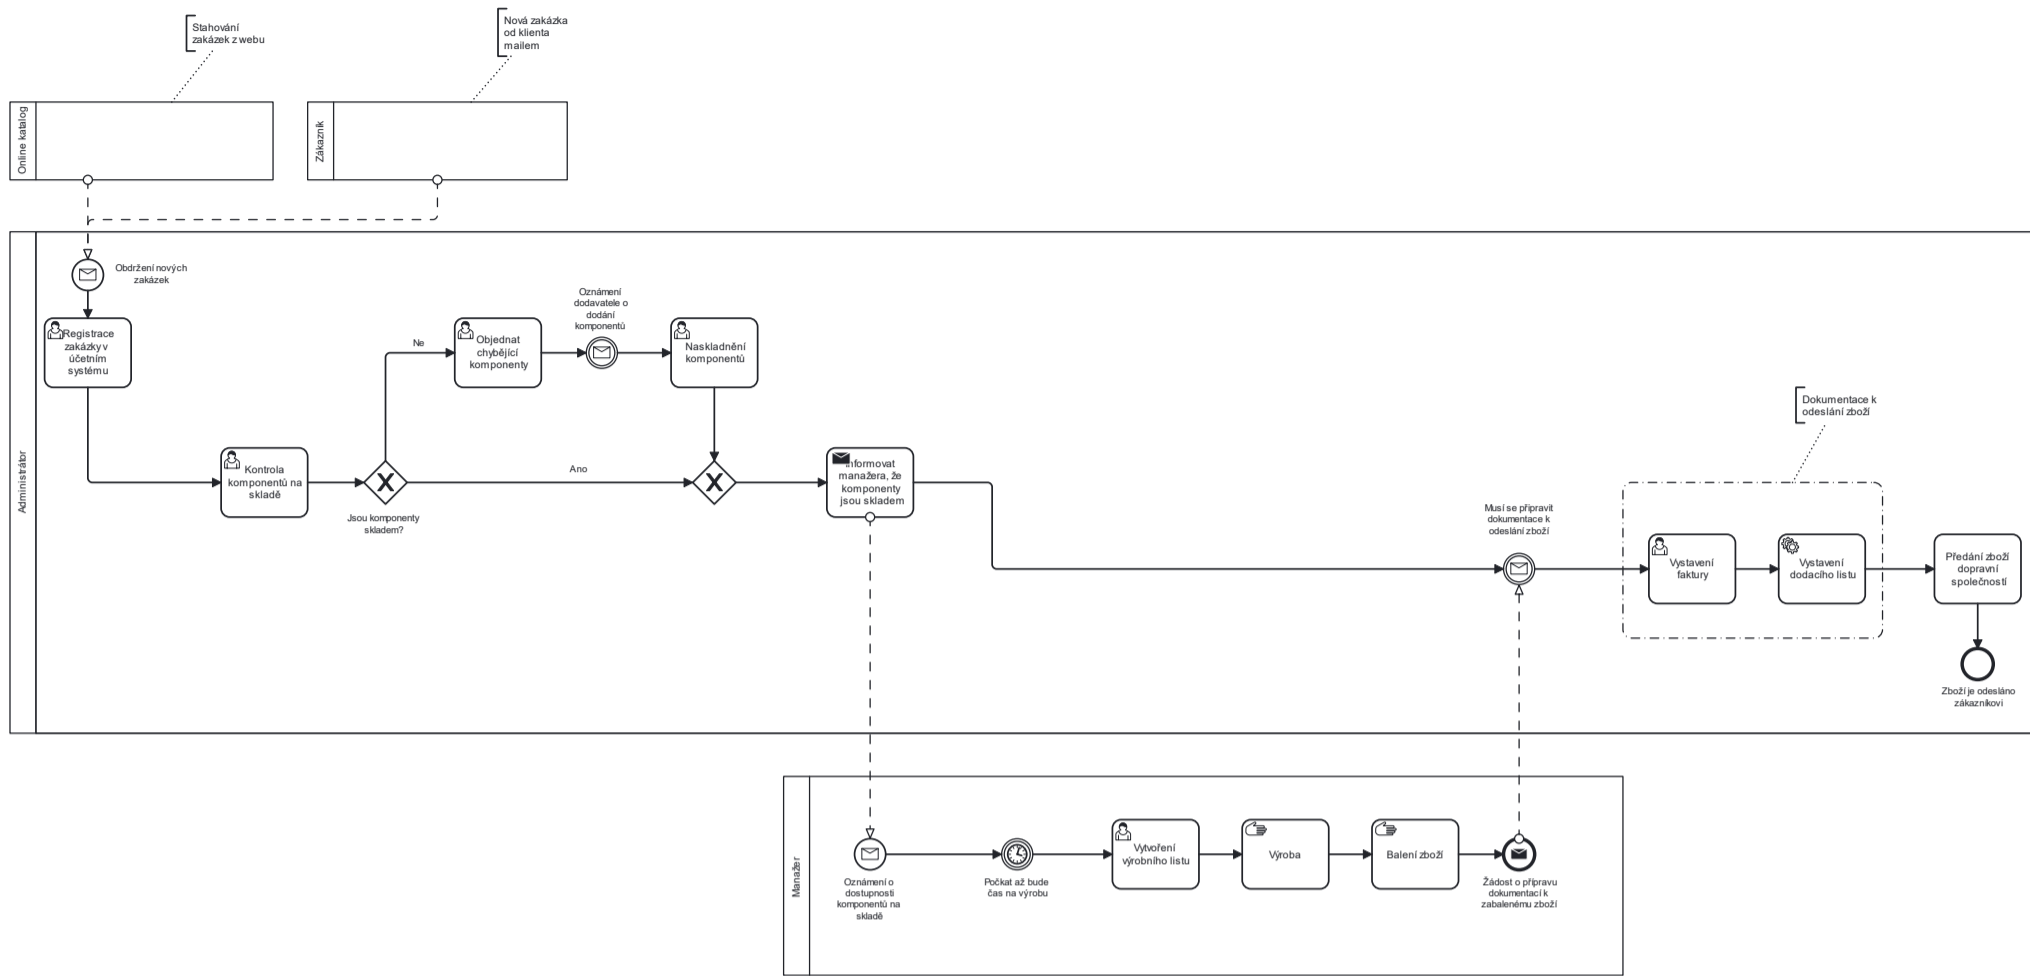 Stahování
zakázek z webu
Nová zakázka
od klienta
mailem
Online katalog
Zákazník
Administrátor
Obdržení nových
zakázek
Registrace
zakázky v
účetním
systému
Kontrola
komponentů na
skladě
Jsou komponenty
skladem?
Ne
Ano
Objednat
chybějící
komponenty
Oznámení
dodavatele o
dodání
komponentů
Naskladnění
komponentů
Informovat
manažera, že
komponenty
jsou skladem
Musí se připravit
dokumentace k
odeslání zboží
Dokumentace k
odeslání zboží
Vystavení
faktury
Vystavení
dodacího listu
Předání zboží
dopravní
společností
Zboží je odesláno
zákazníkovi
Manažer
Oznámení o
dostupnosti
komponentů na
skladě
Počkat až bude
čas na výrobu
Vytvoření
výrobního listu
Výroba
Balení zboží
Žádost o přípravu
dokumentací k
zabalenému zboží